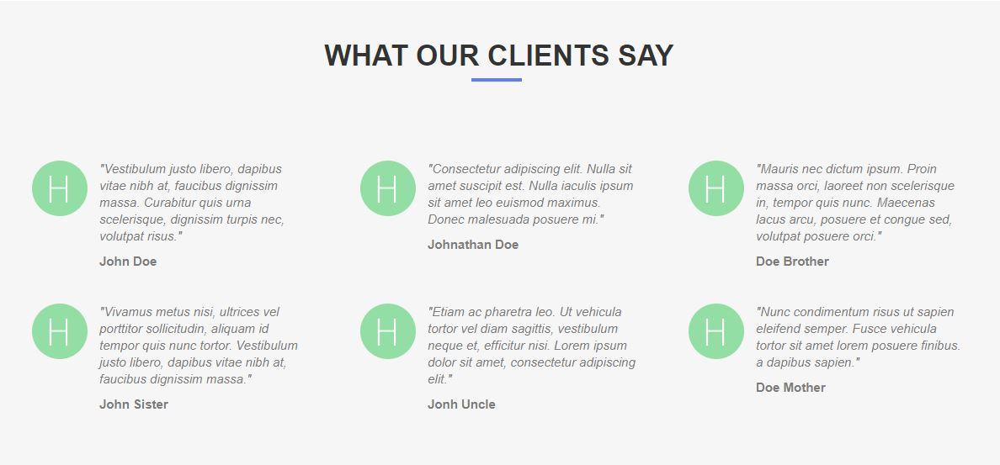 WHAT OUR CLIENTS SAY
H
"Vestibulum justo libero, dapibus
vitae nibh at, faucibus dignissim
massa. Curabitur quis urna
scelerisque, dignissim turpis nec,
volutpat risus."
John Doe
H
"Consectetur adipiscing elit. Nulla sit
amet suscipit est. Nulla iaculis ipsum
sit amet leo euismod maximus.
Donec malesuada posuere mi."
Johnathan Doe
H
"Mauris nec dictum ipsum. Proin
massa orci, laoreet non scelerisque
in, tempor quis nunc. Maecenas
lacus arcu, posuere et congue sed,
volutpat posuere orci."
Doe Brother
H
"Vivamus metus nisi, ultrices vel
porttitor sollicitudin, aliquam id
tempor quis nunc tortor. Vestibulum
justo libero, dapibus vitae nibh at,
faucibus dignissim massa."
John Sister
H
"Etiam ac pharetra leo. Ut vehicula
tortor vel diam sagittis, vestibulum
neque et, efficitur nisi. Lorem ipsum
dolor sit amet, consectetur adipiscing
elit."
Jonh Uncle
H
"Nunc condimentum risus ut sapien
eleifend semper. Fusce vehicula
tortor sit amet lorem posuere finibus.
a dapibus sapien."
Doe Mother